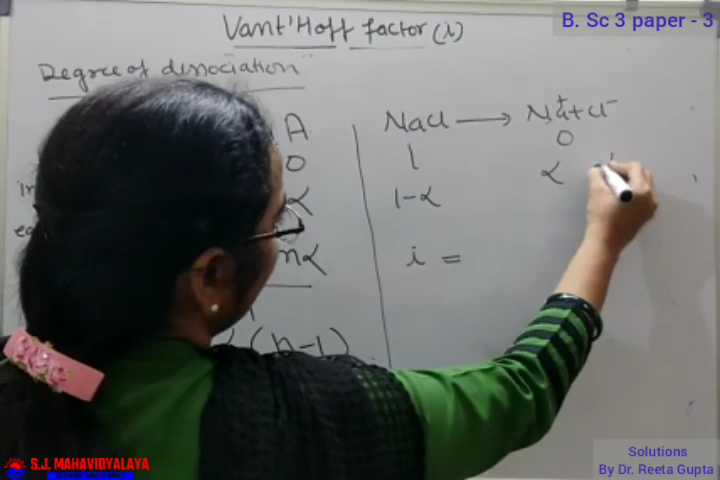 Vant'Hoff factor (i)
B. Sc 3 paper - 3
Degree of dissociation
A
0
α
nα
(n-1)
NaCl → Na⁺+Cl⁻
1 0
1-α α
i =
S.J. MAHAVIDYALAYA
Solutions
By Dr. Reeta Gupta